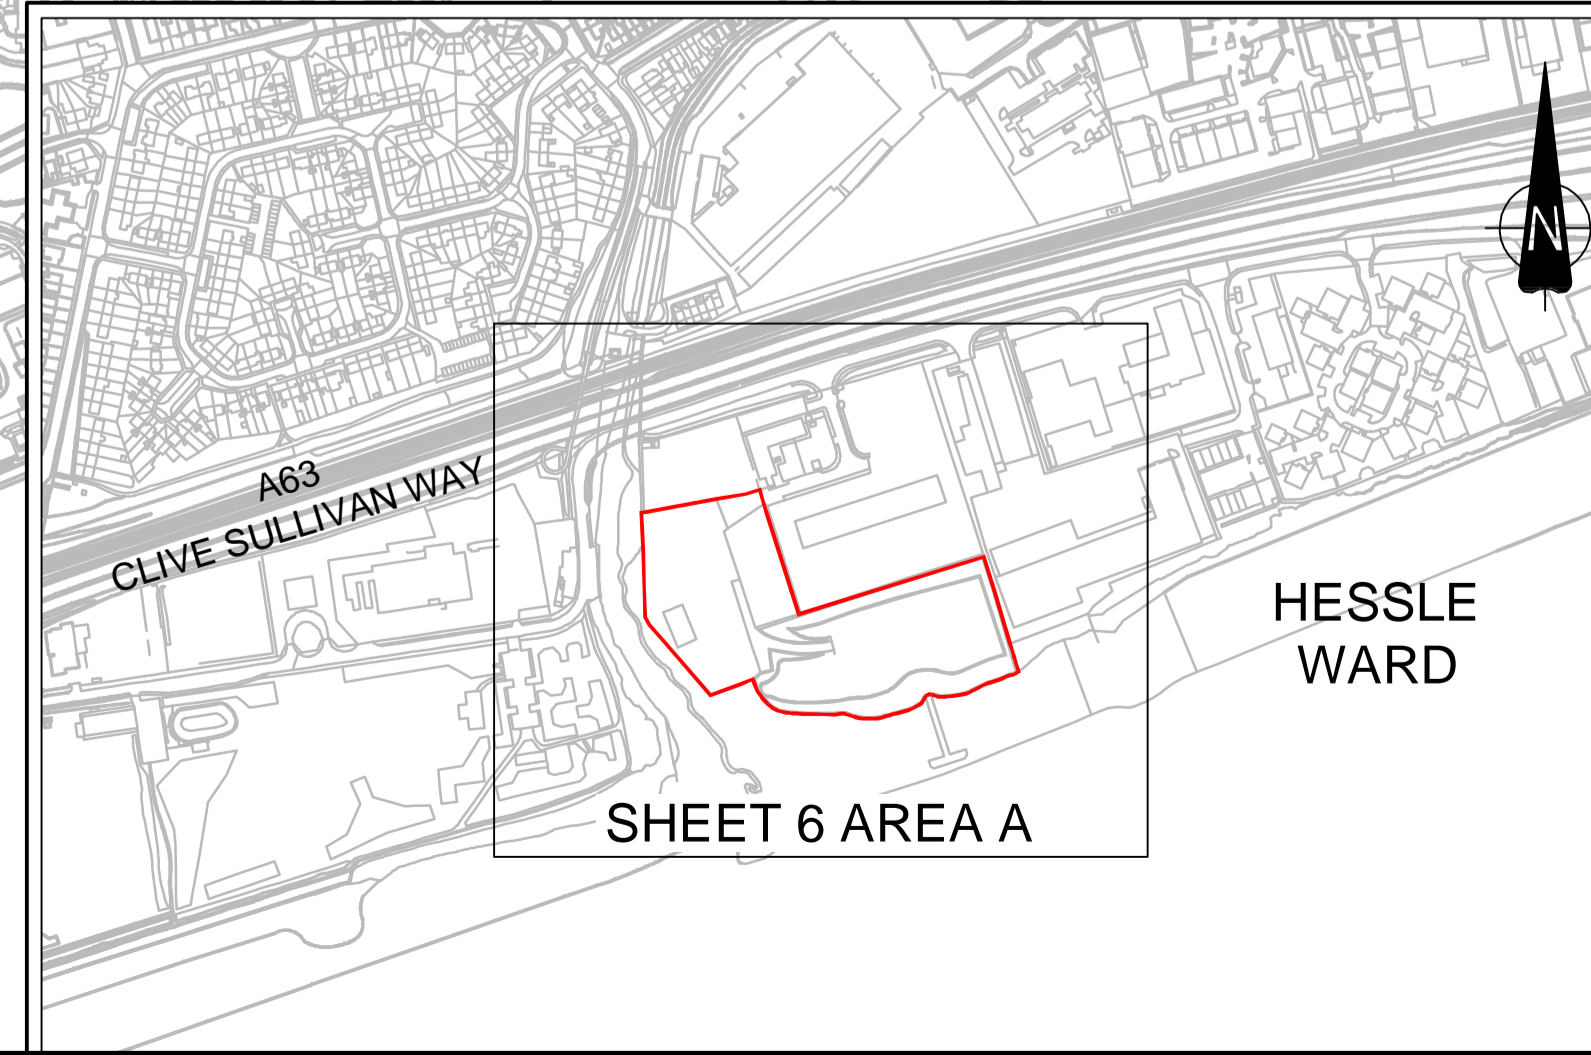 N
A63
CLIVE SULLIVAN WAY
HESSLE
WARD
SHEET 6 AREA A